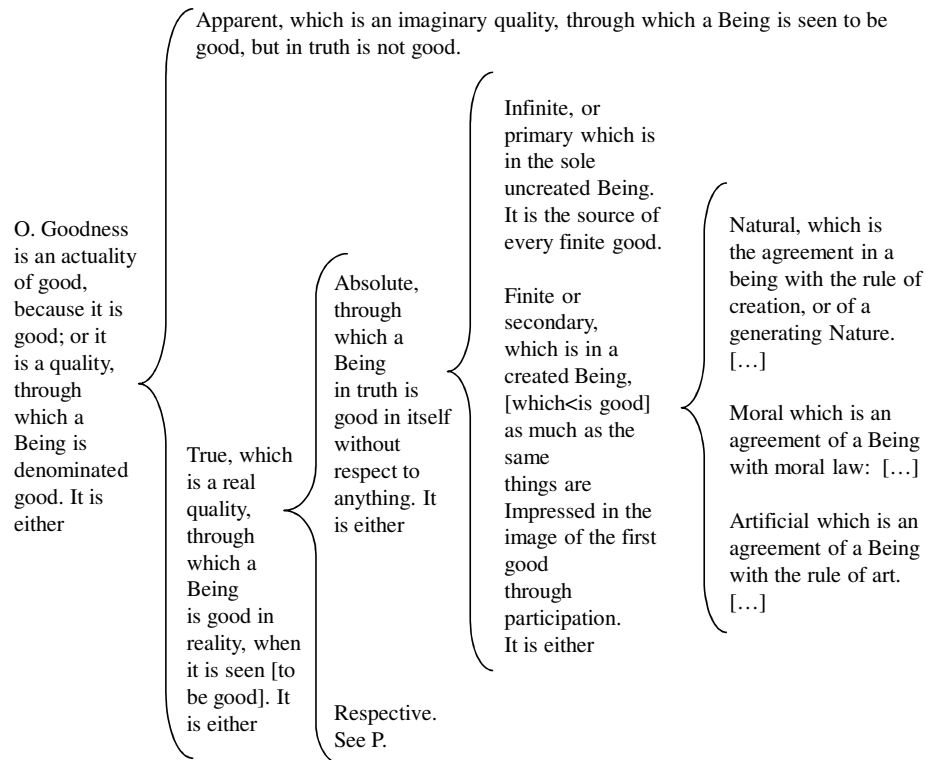 Apparent, which is an imaginary quality, through which a Being is seen to be
good, but in truth is not good.
O. Goodness
is an actuality
of good,
because it is
good; or it
is a quality,
through
which a
Being is
denominated
good. It is
either
True, which
is a real
quality,
through
which a
Being
is good in
reality, when
it is seen [to
be good]. It
is either
Absolute,
through
which a
Being
in truth is
good in itself
without
respect to
anything. It
is either
Respective.
See P.
Infinite, or
primary which is
in the sole
uncreated Being.
It is the source of
every finite good.
Finite or
secondary,
which is in a
created Being,
[which<is good]
as much as the
same
things are
Impressed in the
image of the first
good
through
participation.
It is either
Natural, which is
the agreement in a
being with the rule of
creation, or of a
generating Nature.
[…]
Moral which is an
agreement of a Being
with moral law: […]
Artificial which is an
agreement of a Being
with the rule of art.
[…]